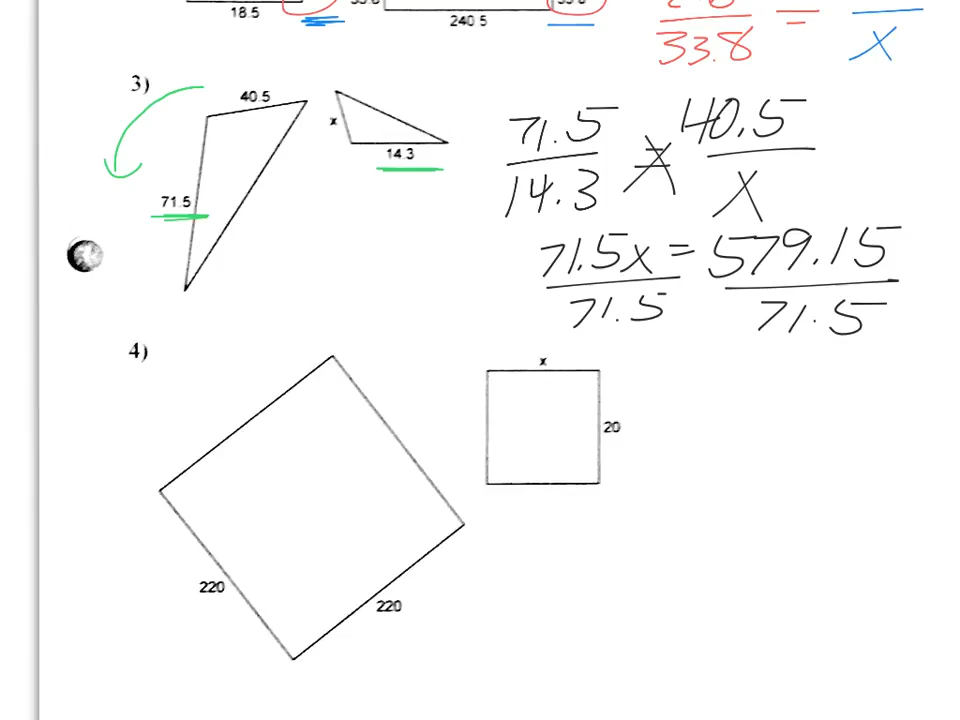 18.5
240.5
33.8
=
x
3)
40.5
x
14.3
71.5
71.5 / 14.3 = 40.5 / x
71.5x = 579.15
71.5 71.5
4)
x
20
220
220